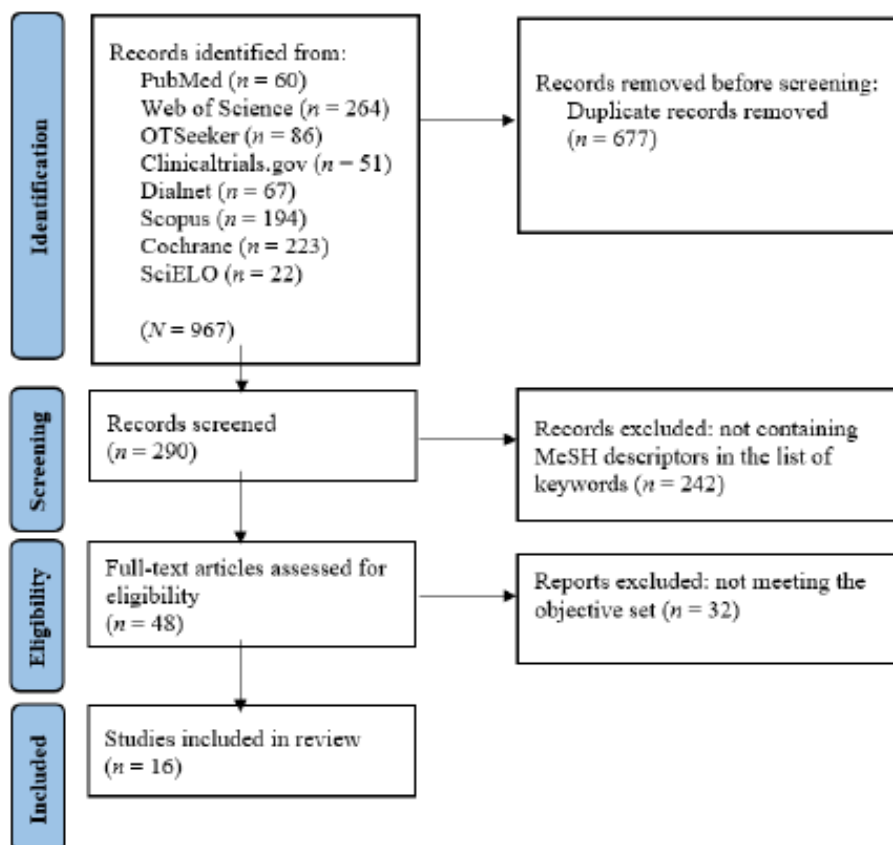 Identification
Records identified from:
PubMed (n = 60)
Web of Science (n = 264)
OTSeeker (n = 86)
Clinicaltrials.gov (n = 51)
Dialnet (n = 67)
Scopus (n = 194)
Cochrane (n = 223)
SciELO (n = 22)
(N = 967)
Records removed before screening:
Duplicate records removed
(n = 677)
Screening
Records screened
(n = 290)
Records excluded: not containing
MeSH descriptors in the list of
keywords (n = 242)
Eligibility
Full-text articles assessed for
eligibility
(n = 48)
Reports excluded: not meeting the
objective set (n = 32)
Included
Studies included in review
(n = 16)